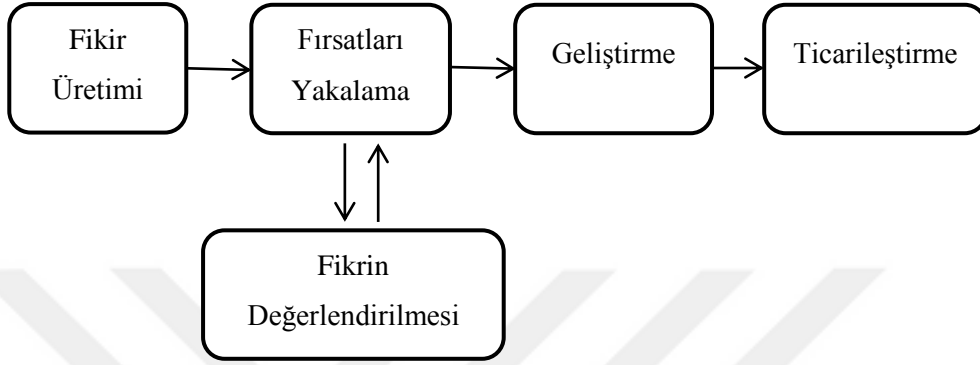 Fikir
Üretimi
Fırsatları
Yakalama
Geliştirme
Ticarileştirme
Fikrin
Değerlendirilmesi